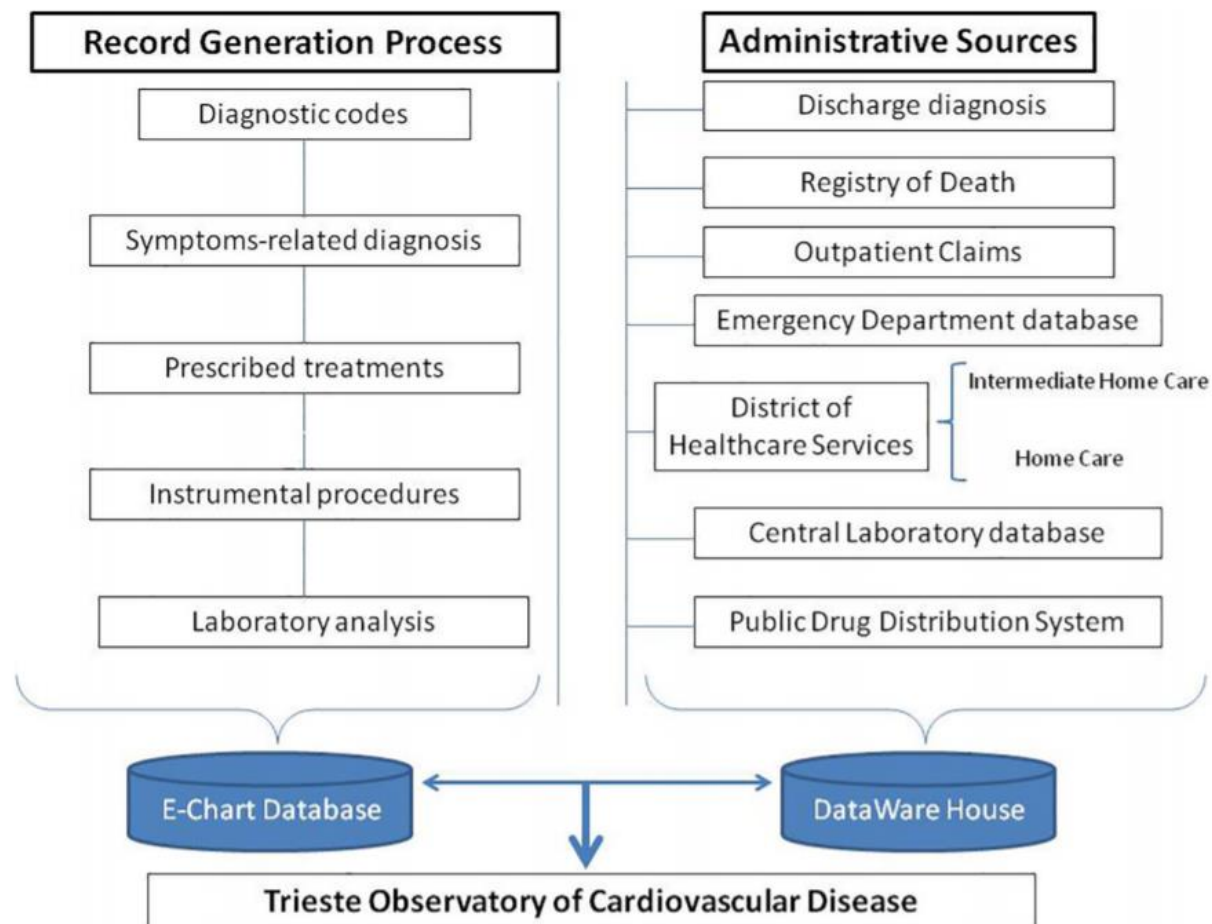 Record Generation Process
Diagnostic codes
Symptoms-related diagnosis
Prescribed treatments
Instrumental procedures
Laboratory analysis
E-Chart Database
Administrative Sources
Discharge diagnosis
Registry of Death
Outpatient Claims
Emergency Department database
District of
Healthcare Services
Intermediate Home Care
Home Care
Central Laboratory database
Public Drug Distribution System
DataWare House
Trieste Observatory of Cardiovascular Disease